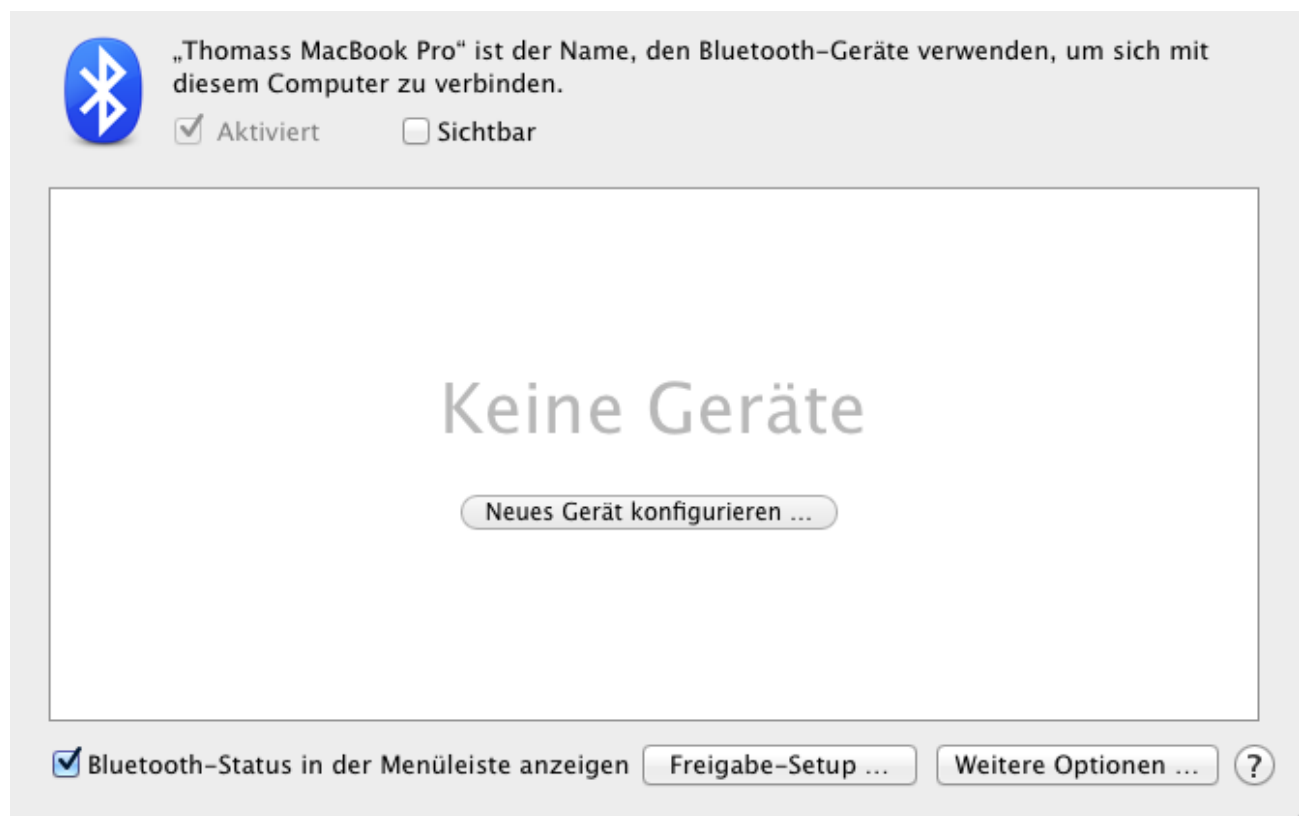 „Thomass MacBook Pro“ ist der Name, den Bluetooth-Geräte verwenden, um sich mit
diesem Computer zu verbinden.
Aktiviert Sichtbar
Keine Geräte
Neues Gerät konfigurieren ...
Bluetooth-Status in der Menüleiste anzeigen Freigabe-Setup ... Weitere Optionen ... ?